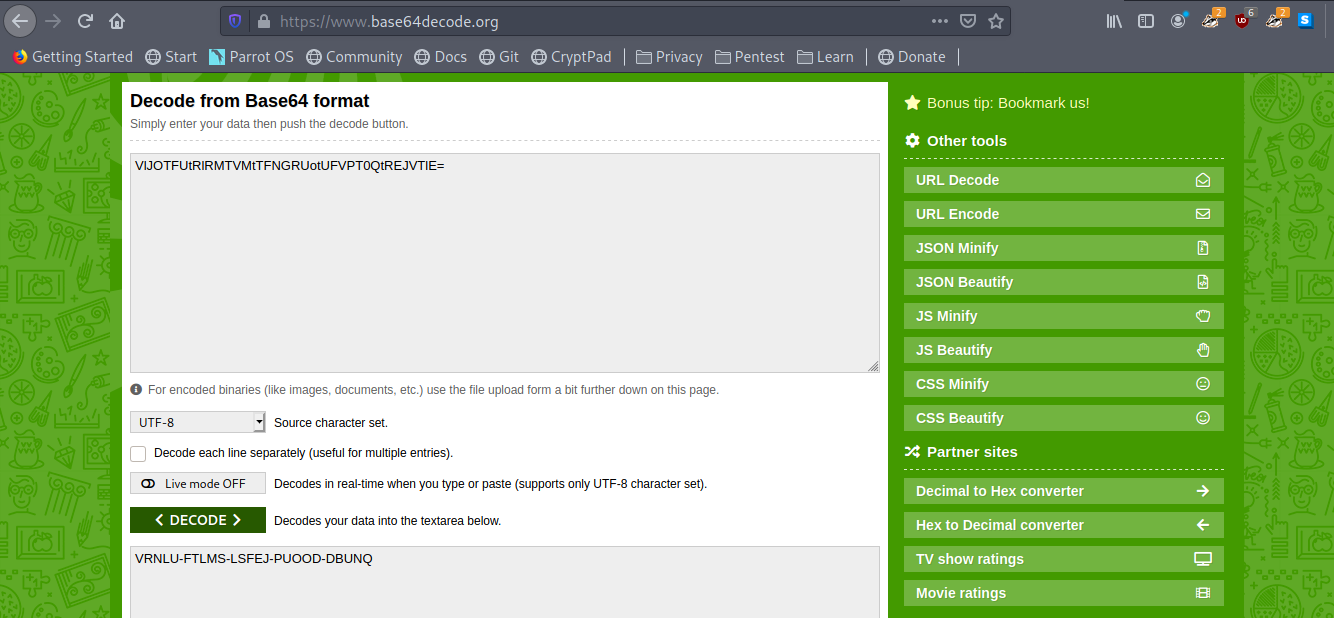 https://www.base64decode.org
2
UD
6
2
S
Getting Started Start Parrot OS Community Docs Git CryptPad Privacy Pentest Learn Donate
Decode from Base64 format
Simply enter your data then push the decode button.
VlJOTFUtRlRMTVMtTFNGRUotUFVPT0QtREJVTlE=
For encoded binaries (like images, documents, etc.) use the file upload form a bit further down on this page.
UTF-8 Source character set.
Decode each line separately (useful for multiple entries).
Live mode OFF Decodes in real-time when you type or paste (supports only UTF-8 character set).
< DECODE > Decodes your data into the textarea below.
VRNLU-FTLMS-LSFEJ-PUOOD-DBUNQ
Bonus tip: Bookmark us!
Other tools
URL Decode
URL Encode
JSON Minify
JSON Beautify
JS Minify
JS Beautify
CSS Minify
CSS Beautify
Partner sites
Decimal to Hex converter
Hex to Decimal converter
TV show ratings
Movie ratings